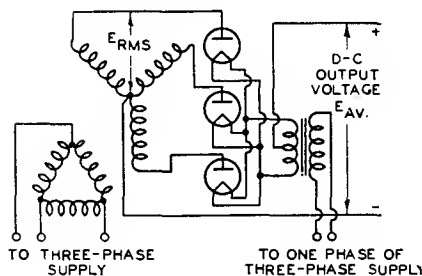 E RMS
D-C
OUTPUT
VOLTAGE
E AV.
+
−
TO THREE-PHASE
SUPPLY
TO ONE PHASE OF
THREE-PHASE SUPPLY